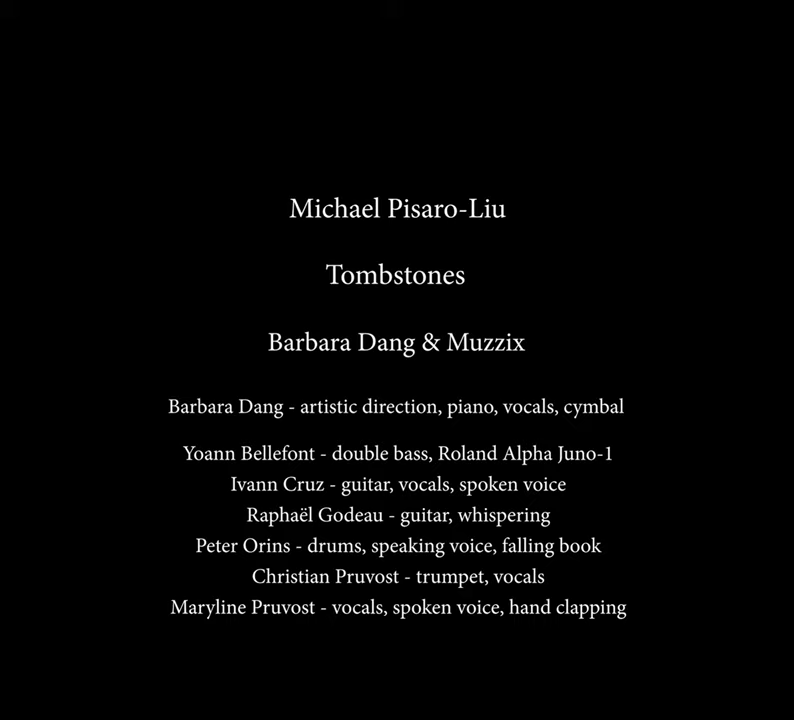 Michael Pisaro-Liu
Tombstones
Barbara Dang & Muzzix
Barbara Dang - artistic direction, piano, vocals, cymbal
Yoann Bellefont - double bass, Roland Alpha Juno-1
Ivann Cruz - guitar, vocals, spoken voice
Raphaël Godeau - guitar, whispering
Peter Orins - drums, speaking voice, falling book
Christian Pruvost - trumpet, vocals
Maryline Pruvost - vocals, spoken voice, hand clapping